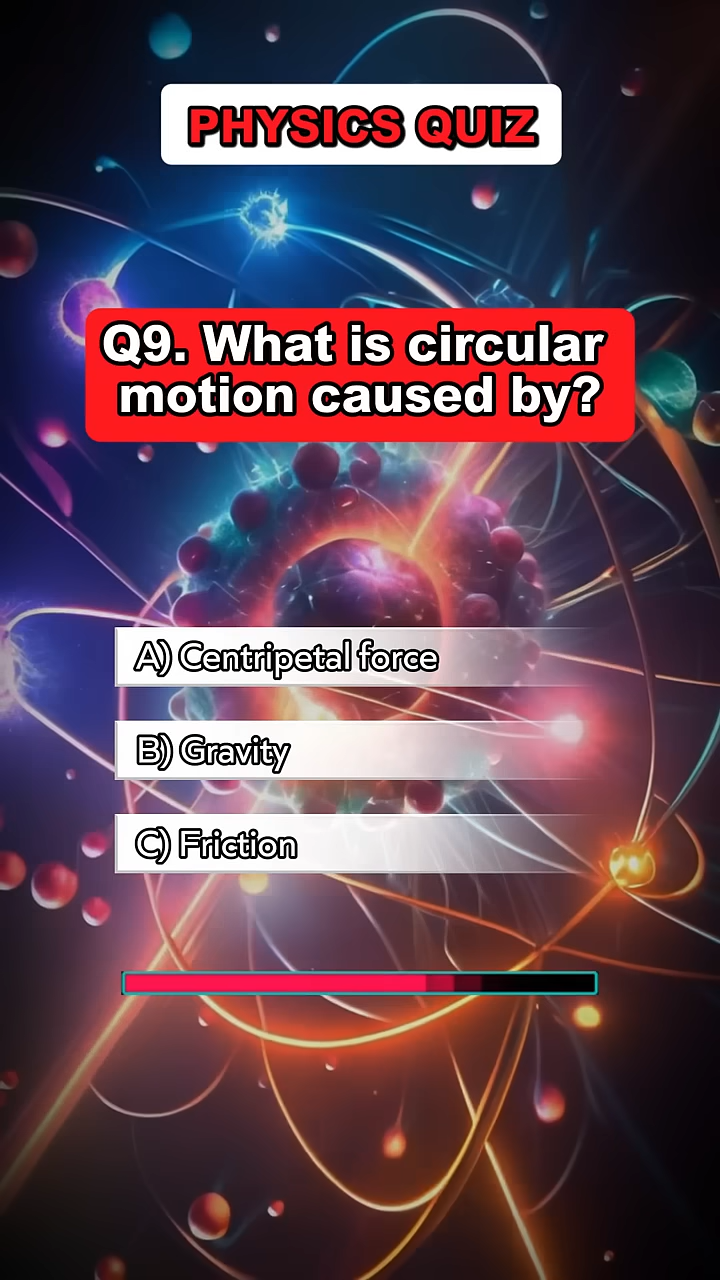 PHYSICS QUIZ
Q9. What is circular
motion caused by?
A) Centripetal force
B) Gravity
C) Friction